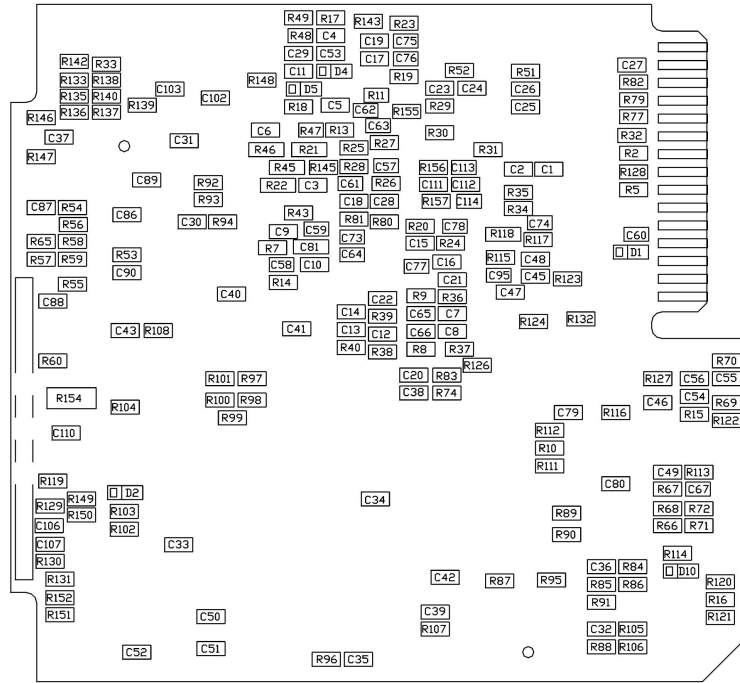 R49 R17 R143 R23
R48 C4 C19 C75
C29 C53 C17 C76
R142 R33 C11 D4 R19 R52 R51 C27
R133 R138 C103 R148 D5 R11 C23 C24 C26 R82
R135 R140 R139 C102 R18 C5 C62 R155 R29 C25 R79
R146 R136 R137 R77
C37 C31 C6 R47 R13 C63 R30 R32
R147 R46 R21 R25 R27 R31 R2
C89 R92 R45 R145 R28 C57 R156 C113 C2 C1 R128
R93 R22 C3 C61 R26 C111 C112 R35 R5
C87 R54 C86 C30 R94 R43 C18 C28 R157 C114 R34
R56 C9 C59 R81 R80 R20 C78 R118 C74 C60
R65 R58 R7 C81 C73 C15 R24 R117 D1
R57 R59 R53 C58 C10 C64 C77 C16 R115 C48
R55 C90 R14 C21 C95 C45 R123
C88 C40 C22 R9 R36 C47
C43 R108 C41 C14 R39 C65 C7 R124 R132
C13 C12 C66 C8
R60 R40 R38 R8 R37 R126 R70
R101 R97 C20 R83 R127 C56 C55
R154 R104 R100 R98 C38 R74 C46 C54 R69
C110 R99 C79 R116 R15 R122
R112
R10
R111
R119 C80 C49 R113
R149 D2 C34 R67 C67
R129 R150 R103 R89 R68 R72
C106 R102 R90 R66 R71
C107 C33 R114
R130 C36 R84 D10
R131 C42 R87 R95 R85 R86 R120
R152 R91 R16
R151 C50 C39 R121
R107 C32 R105
C52 C51 R96 C35 R88 R106